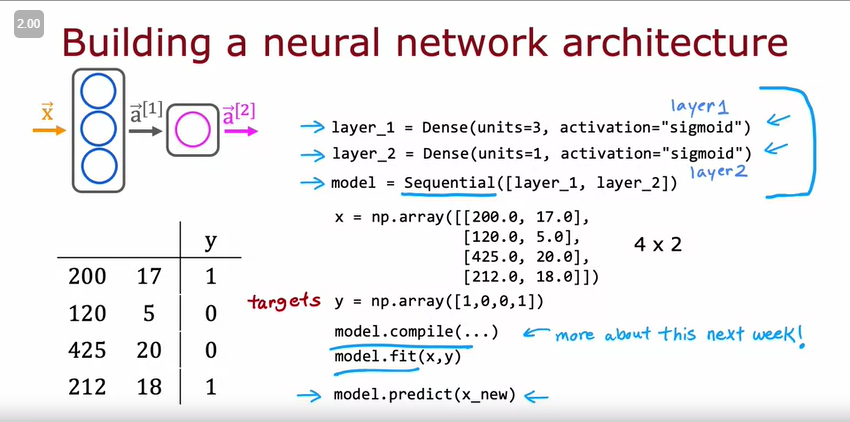 2.00
Building a neural network architecture
x⃗
a⃗[1]
a⃗[2]
layer1
layer_1 = Dense(units=3, activation="sigmoid")
layer_2 = Dense(units=1, activation="sigmoid")
layer2
model = Sequential([layer_1, layer_2])
x = np.array([[200.0, 17.0],
[120.0, 5.0],
[425.0, 20.0],
[212.0, 18.0]])
4 x 2
y
200 17 1
120 5 0
425 20 0
212 18 1
targets y = np.array([1,0,0,1])
model.compile(...) more about this next week!
model.fit(x,y)
model.predict(x_new)